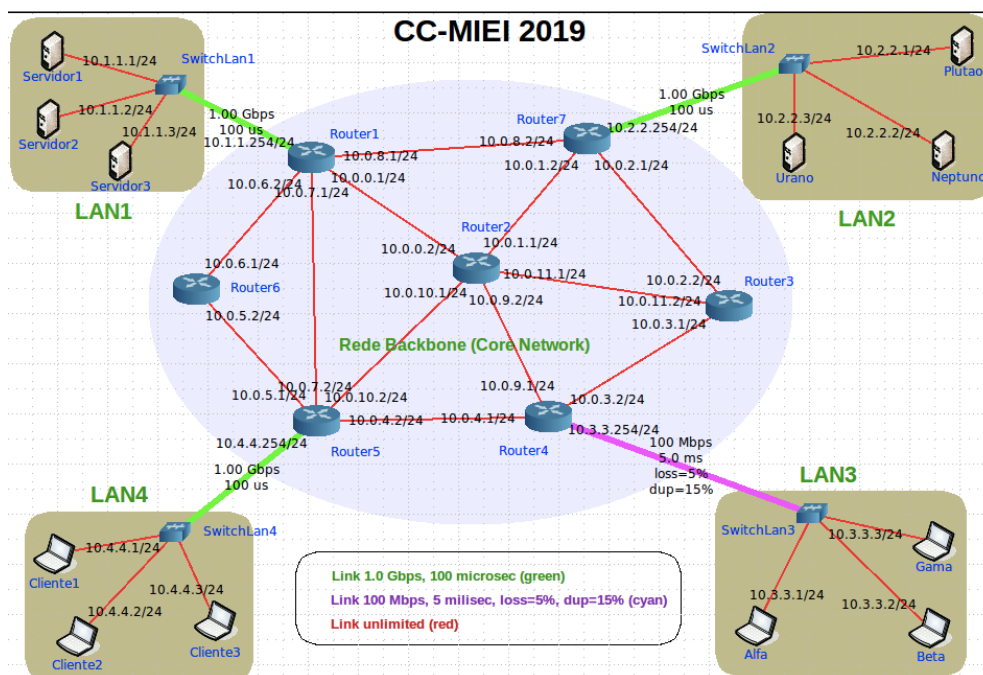 CC-MIEI 2019
10.1.1.1/24
SwitchLan1
Servidor1
10.1.1.2/24
Servidor2
10.1.1.3/24
Servidor3
LAN1
1.00 Gbps
100 us
10.1.1.254/24
Router1
10.0.8.1/24
10.0.0.1/24
10.0.6.2/24
10.0.7.1/24
SwitchLan2
10.2.2.1/24
Plutao
10.2.2.3/24
10.2.2.2/24
Urano
Neptuno
LAN2
1.00 Gbps
100 us
Router7
10.2.2.254/24
10.0.8.2/24
10.0.1.2/24
10.0.2.1/24
Router2
10.0.0.2/24
10.0.1.1/24
10.0.11.1/24
10.0.10.1/24
10.0.9.2/24
10.0.6.1/24
Router6
10.0.5.2/24
Router3
10.0.2.2/24
10.0.11.2/24
10.0.3.1/24
Rede Backbone (Core Network)
10.0.7.2/24
10.0.5.1/24
10.0.10.2/24
10.0.4.2/24
10.4.4.254/24
Router5
10.0.9.1/24
10.0.3.2/24
10.0.4.1/24
10.3.3.254/24
Router4
1.00 Gbps
100 us
100 Mbps
5.0 ms
loss=5%
dup=15%
LAN4
SwitchLan4
10.4.4.1/24
Cliente1
10.4.4.3/24
10.4.4.2/24
Cliente2
Cliente3
LAN3
SwitchLan3
10.3.3.3/24
Gama
10.3.3.1/24
10.3.3.2/24
Alfa
Beta
Link 1.0 Gbps, 100 microsec (green)
Link 100 Mbps, 5 milisec, loss=5%, dup=15% (cyan)
Link unlimited (red)